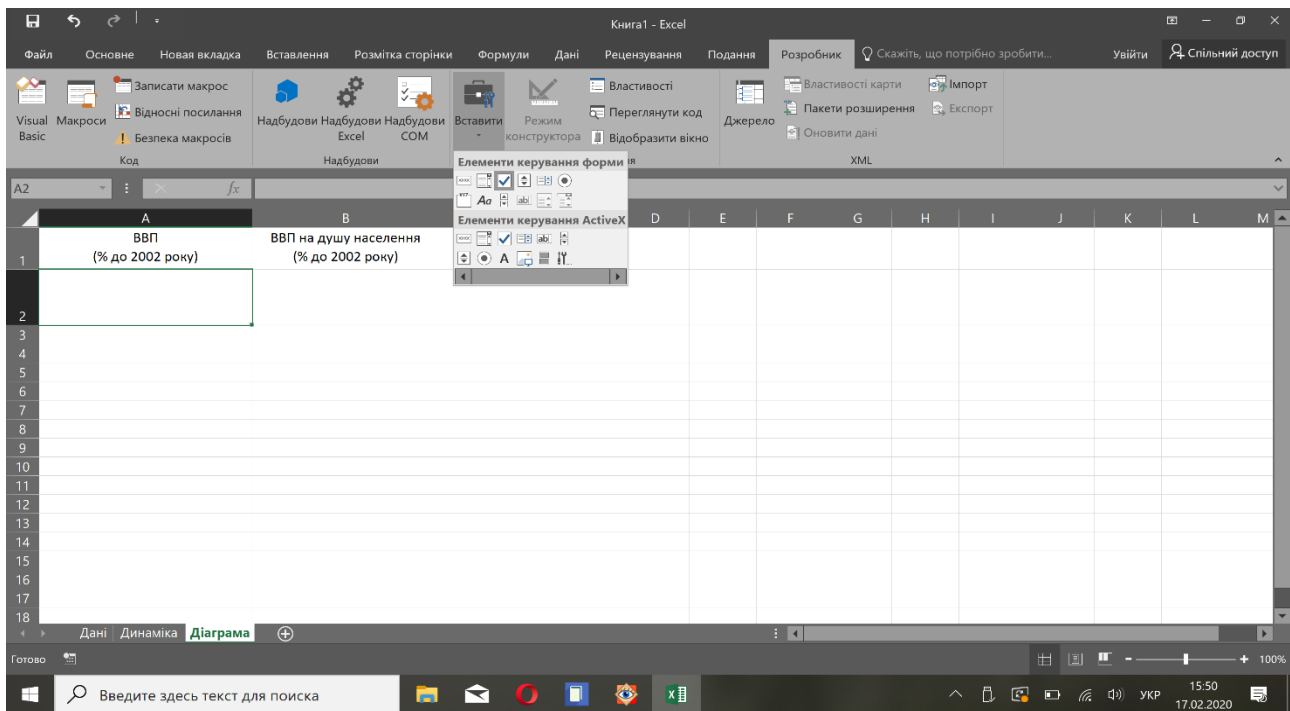 Книга1 - Excel
Файл Основне Нова вкладка Вставлення Розмітка сторінки Формули Дані Рецензування Подання Розробник Скажіть, що потрібно зробити... Увійти Спільний доступ
Visual Basic
Макроси
Записати макрос
Відносні посилання
Безпека макросів
Код
Надбудови
Надбудови Excel
Надбудови COM
Надбудови
Вставити
Режим конструктора
Властивості
Переглянути код
Відобразити вікно
Джерело
Властивості карти
Пакети розширення
Оновити дані
Імпорт
Експорт
XML
Елементи керування форми
Елементи керування ActiveX
A2 fx
A B D E F G H I J K L M
1 ВВП ВВП на душу населення
(% до 2002 року) (% до 2002 року)
2
3
4
5
6
7
8
9
10
11
12
13
14
15
16
17
18
Дані Динаміка Діаграма
Готово 100%
Введите здесь текст для поиска УКР 15:50
17.02.2020